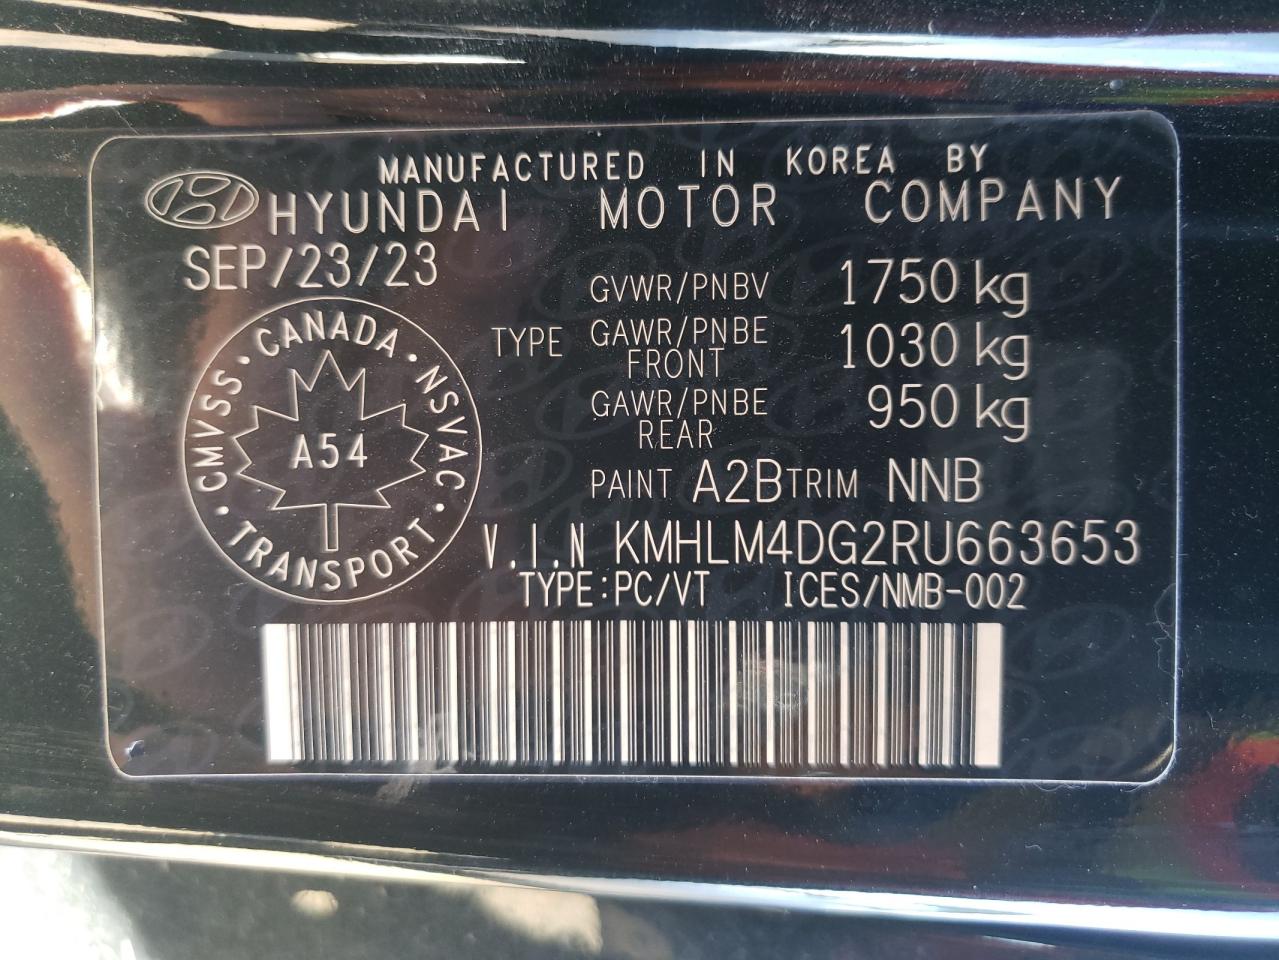 MANUFACTURED IN KOREA BY
HYUNDAI MOTOR COMPANY
SEP/23/23
GVWR/PNBV 1750 kg
TYPE GAWR/PNBE FRONT 1030 kg
GAWR/PNBE REAR 950 kg
PAINT A2B TRIM NNB
V.I.N KMHLM4DG2RU663653
TYPE:PC/VT ICES/NMB-002
CANADA · NSVAC · TRANSPORT · CMVSS ·
A54